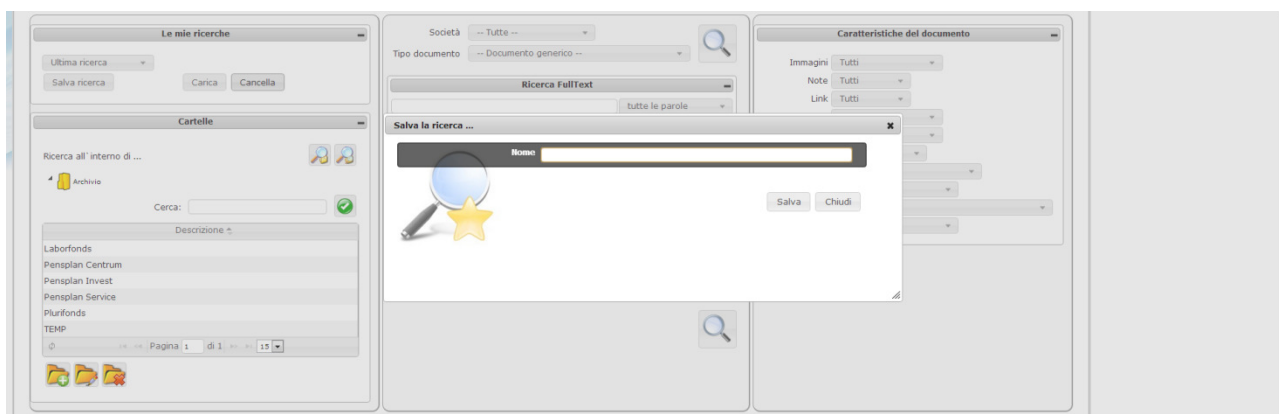 Le mie ricerche
Ultima ricerca
Salva ricerca Carica Cancella
Cartelle
Ricerca all'interno di ...
Archivio
Cerca:
Descrizione
Laborfonds
Pensplan Centrum
Pensplan Invest
Pensplan Service
Plurifonds
TEMP
Pagina 1 di 1 15
Società -- Tutte --
Tipo documento -- Documento generico --
Ricerca FullText
tutte le parole
Salva la ricerca ...
Nome
Salva Chiudi
Caratteristiche del documento
Immagini Tutti
Note Tutti
Link Tutti